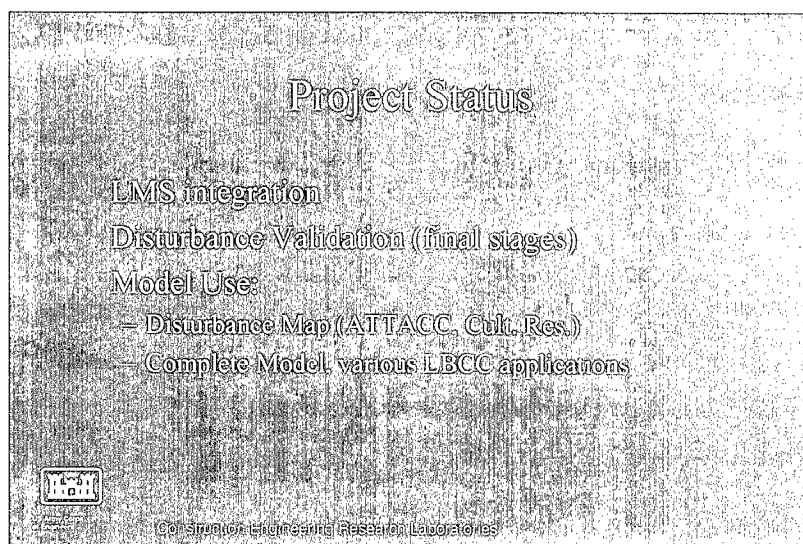 Project Status
LMS integration
Disturbance Validation (final stages)
Model Use:
– Disturbance Map (ATTACC, Cult. Res.)
– Complete Model various LBCC applications
Construction Engineering Research Laboratories